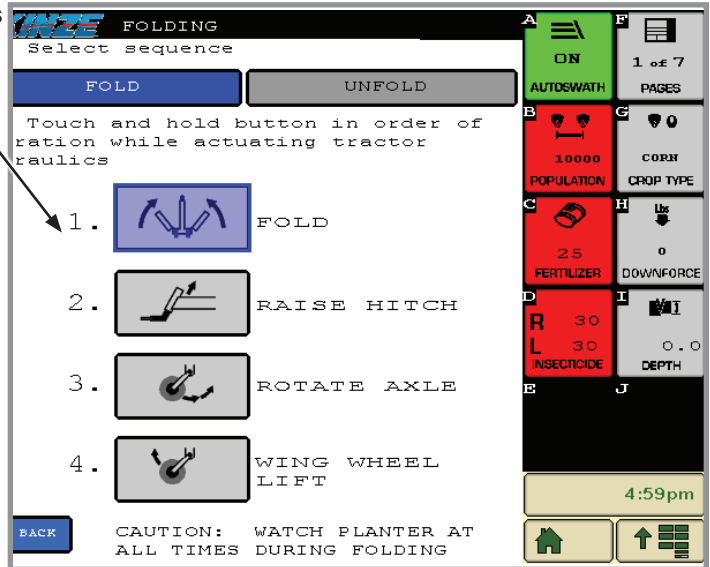 s
KINZE FOLDING
Select sequence
FOLD UNFOLD
Touch and hold button in order of
ration while actuating tractor
raulics
1. FOLD
2. RAISE HITCH
3. ROTATE AXLE
4. WING WHEEL
LIFT
BACK
CAUTION: WATCH PLANTER AT
ALL TIMES DURING FOLDING
A
ON
AUTOSWATH
F
1 of 7
PAGES
B
10000
POPULATION
G
CORN
CROP TYPE
C
25
FERTILIZER
H
Lbs
0
DOWNFORCE
D
R 30
L 30
INSECTICIDE
I
0.0
DEPTH
E
J
4:59pm